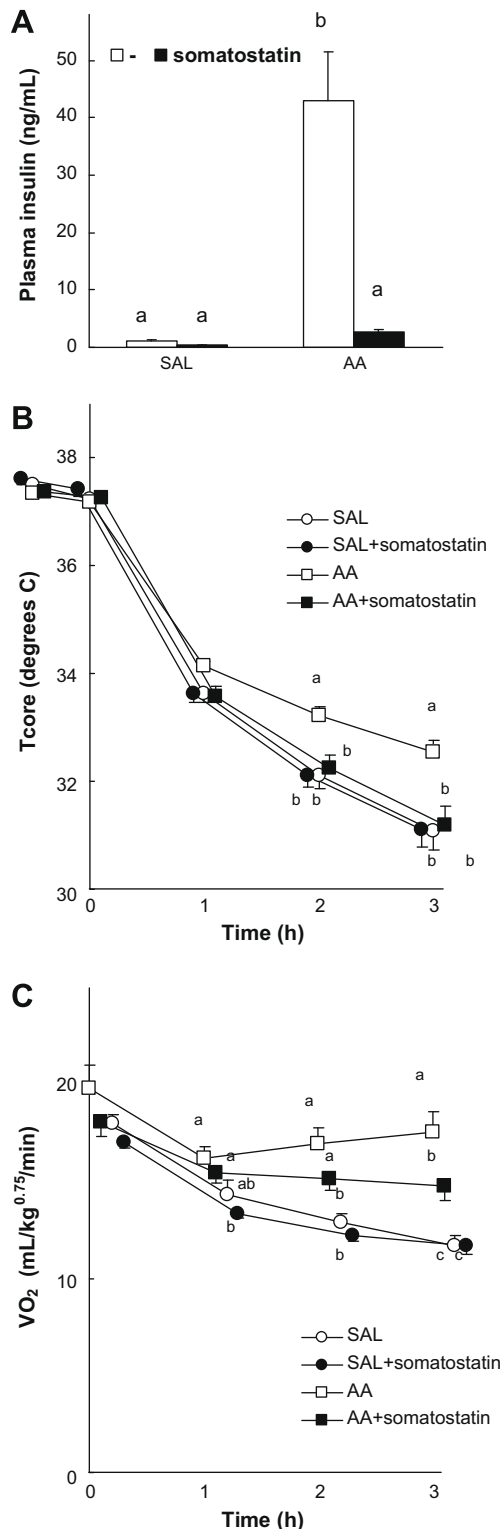 A
b
- somatostatin
50
40
30
20
10
0
Plasma insulin (ng/mL)
a a
a
SAL AA
B
38
36
34
32
30
Tcore (degrees C)
SAL
SAL+somatostatin
AA
AA+somatostatin
a a
b b
b b
b b
0 1 2 3
Time (h)
C
20
10
0
VO2 (mL/kg0.75/min)
a a a
a a b
ab b
b b c c
SAL
SAL+somatostatin
AA
AA+somatostatin
0 1 2 3
Time (h)